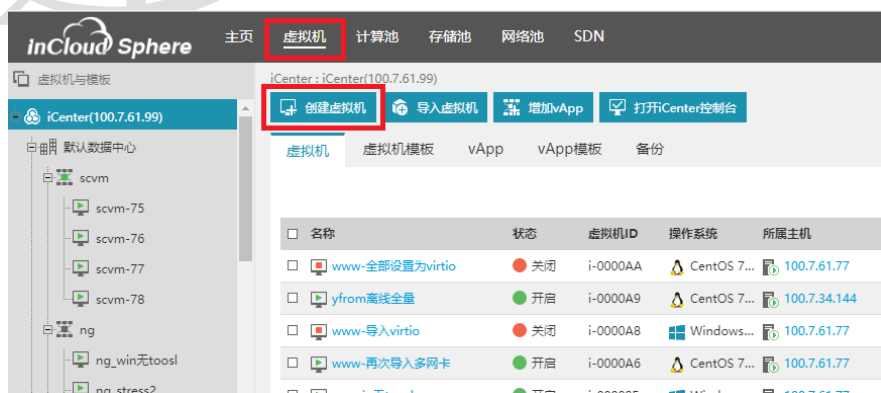 inCloud Sphere 主页 虚拟机 计算池 存储池 网络池 SDN
虚拟机与模板
iCenter : iCenter(100.7.61.99)
iCenter(100.7.61.99)
创建虚拟机 导入虚拟机 增加vApp 打开iCenter控制台
默认数据中心
虚拟机 虚拟机模板 vApp vApp模板 备份
scvm
scvm-75
scvm-76
scvm-77
scvm-78
ng
ng_win无toosl
ng_stress2
名称 状态 虚拟机ID 操作系统 所属主机
www-全部设置为virtio 关闭 i-0000AA CentOS 7... 100.7.61.77
yfrom离线全量 开启 i-0000A9 CentOS 7... 100.7.34.144
www-导入virtio 关闭 i-0000A8 Windows... 100.7.61.77
www-再次导入多网卡 开启 i-0000A6 CentOS 7... 100.7.61.77